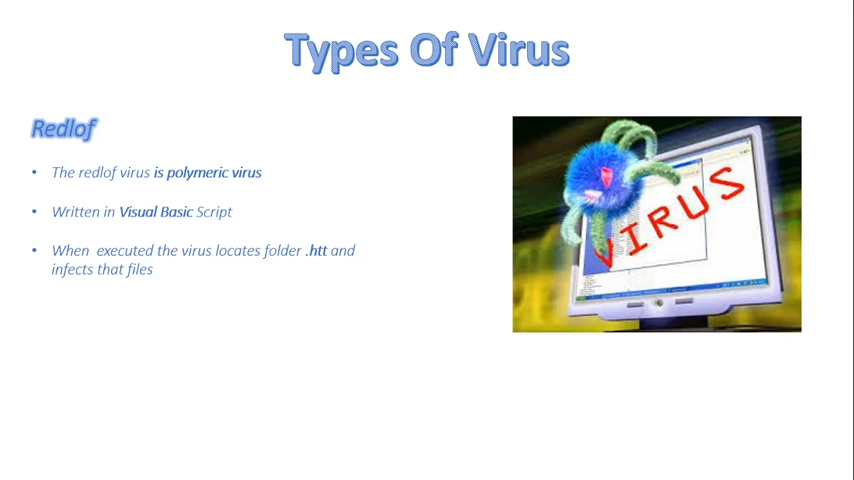 Types Of Virus
Redlof
• The redlof virus is polymeric virus
• Written in Visual Basic Script
• When executed the virus locates folder .htt and
infects that files
VIRUS